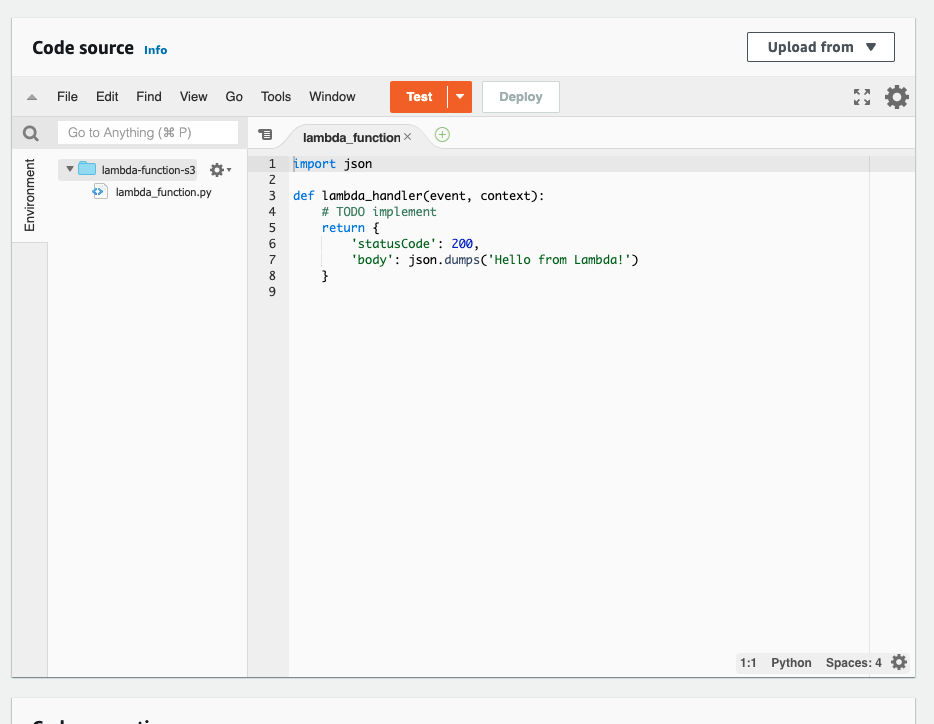 Code source Info
Upload from
File Edit Find View Go Tools Window Test Deploy
Go to Anything (⌘ P)
lambda_function
Environment
lambda-function-s3
lambda_function.py
1 import json
2
3 def lambda_handler(event, context):
4     # TODO implement
5     return {
6         'statusCode': 200,
7         'body': json.dumps('Hello from Lambda!')
8     }
9
1:1 Python Spaces: 4